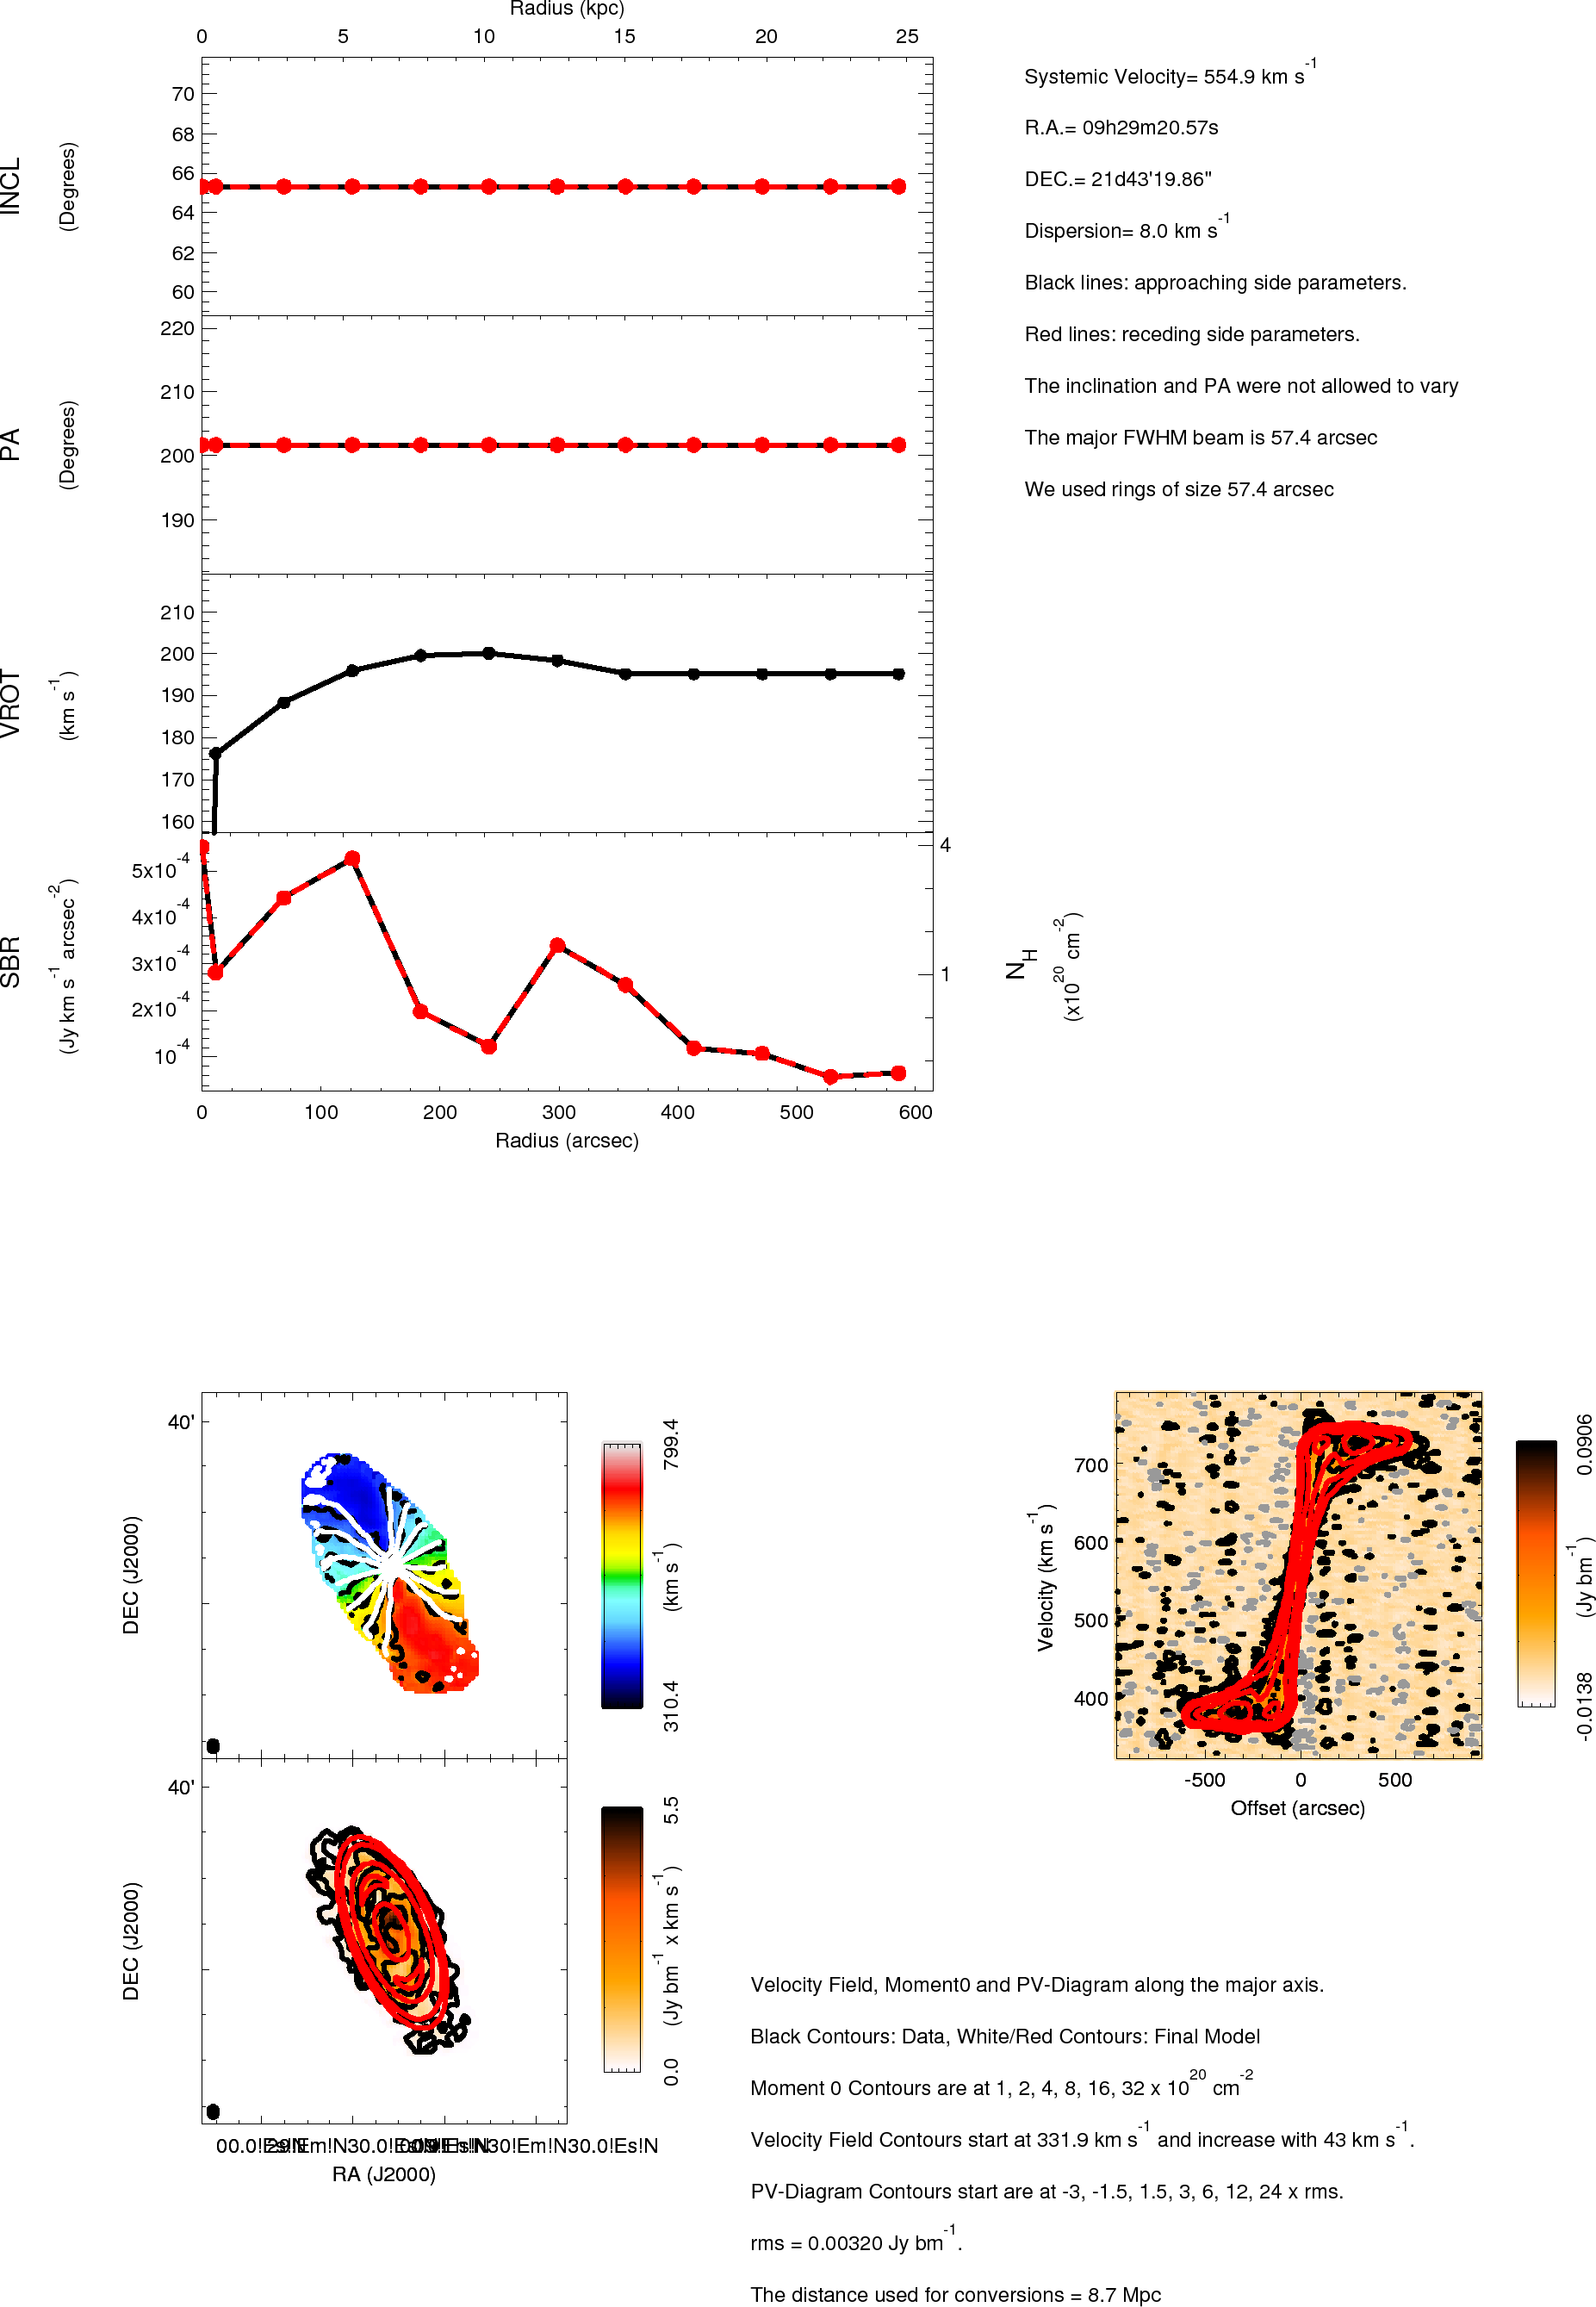 Radius (kpc)
0 5 10 15 20 25
INCL
(Degrees)
70
68
66
64
62
60
PA
(Degrees)
220
210
200
190
VROT
(km s-1)
210
200
190
180
170
160
SBR
(Jy km s-1 arcsec-2)
5x10-4
4x10-4
3x10-4
2x10-4
10-4
4
1
NH
(x1020 cm-2)
0 100 200 300 400 500 600
Radius (arcsec)
Systemic Velocity= 554.9 km s-1
R.A.= 09h29m20.57s
DEC.= 21d43'19.86"
Dispersion= 8.0 km s-1
Black lines: approaching side parameters.
Red lines: receding side parameters.
The inclination and PA were not allowed to vary
The major FWHM beam is 57.4 arcsec
We used rings of size 57.4 arcsec
40'
DEC (J2000)
799.4
(km s-1)
310.4
40'
DEC (J2000)
5.5
(Jy bm-1 x km s-1)
0.0
RA (J2000)
700
600
500
400
Velocity (km s-1)
-500 0 500
Offset (arcsec)
0.0906
(Jy bm-1)
-0.0138
Velocity Field, Moment0 and PV-Diagram along the major axis.
Black Contours: Data, White/Red Contours: Final Model
Moment 0 Contours are at 1, 2, 4, 8, 16, 32 x 1020 cm-2
Velocity Field Contours start at 331.9 km s-1 and increase with 43 km s-1.
PV-Diagram Contours start are at -3, -1.5, 1.5, 3, 6, 12, 24 x rms.
rms = 0.00320 Jy bm-1.
The distance used for conversions = 8.7 Mpc